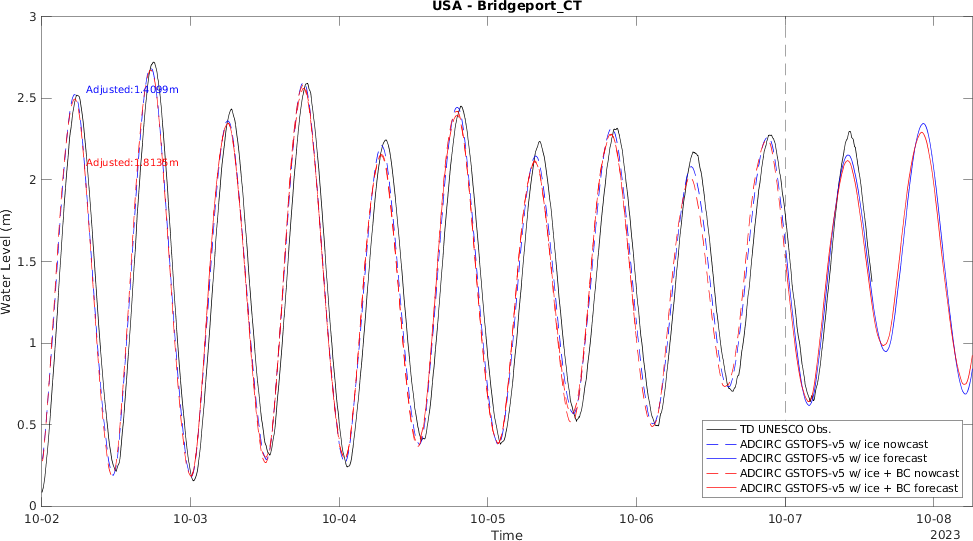 USA - Bridgeport_CT
3
2.5
2
1.5
1
0.5
0
Water Level (m)
Adjusted:1.4099m
Adjusted:1.8135m
TD UNESCO Obs.
ADCIRC GSTOFS-v5 w/ ice nowcast
ADCIRC GSTOFS-v5 w/ ice forecast
ADCIRC GSTOFS-v5 w/ ice + BC nowcast
ADCIRC GSTOFS-v5 w/ ice + BC forecast
10-02
10-03
10-04
10-05
10-06
10-07
10-08
Time
2023